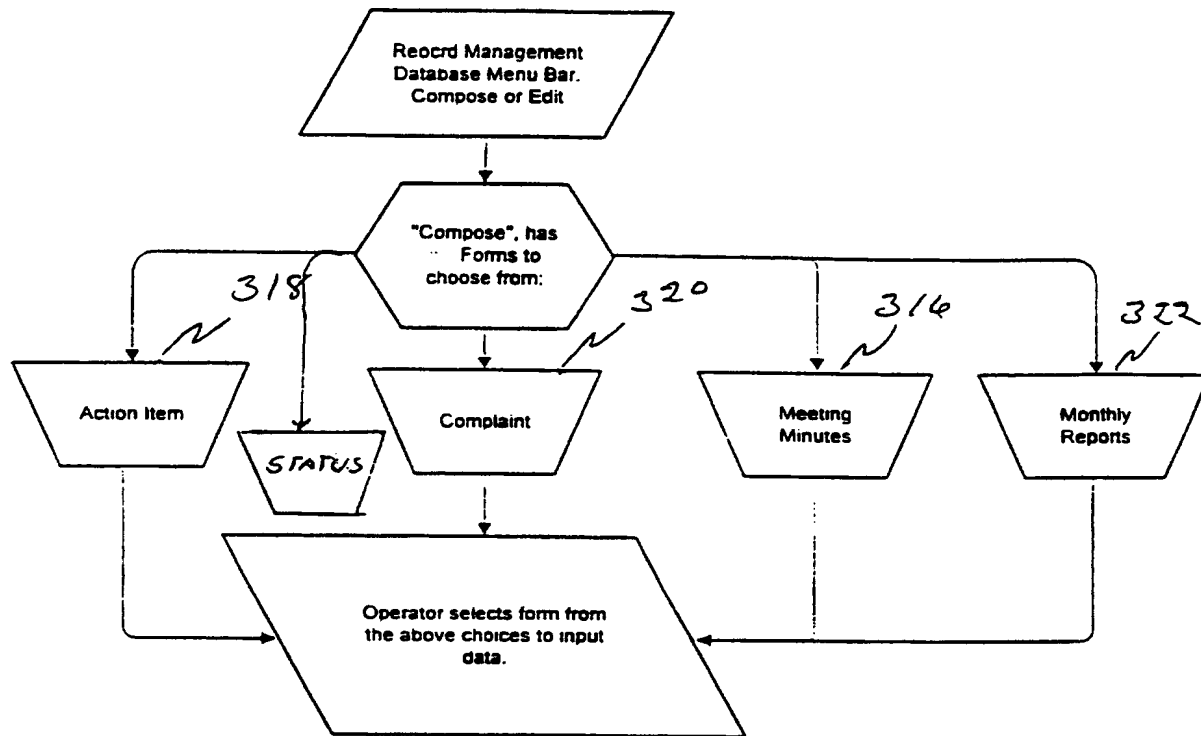 Reocrd Management
Database Menu Bar.
Compose or Edit
"Compose", has
Forms to
choose from:
318
320
316
322
Action Item
STATUS
Complaint
Meeting
Minutes
Monthly
Reports
Operator selects form from
the above choices to input
data.